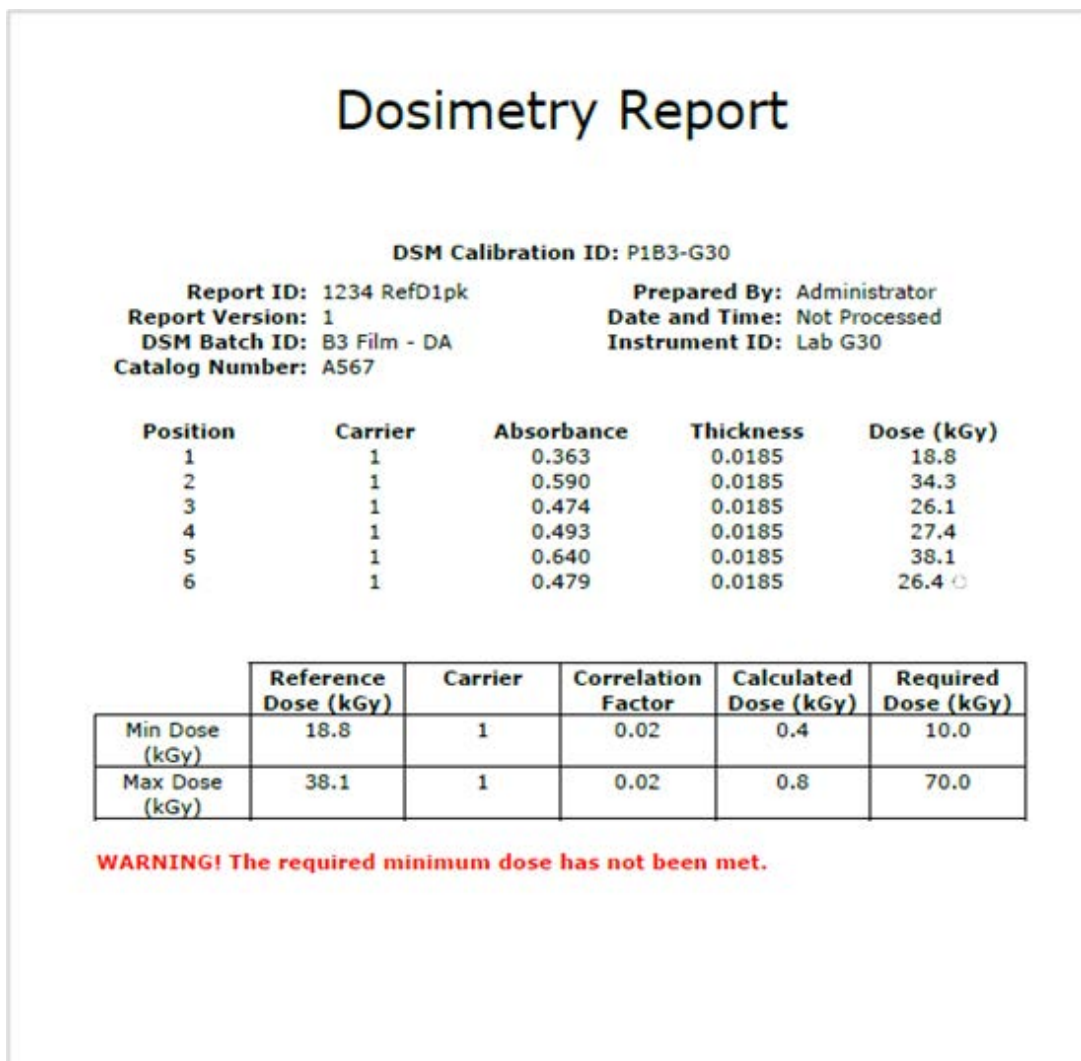 Dosimetry Report
DSM Calibration ID: P1B3-G30
Report ID: 1234 RefD1pk Prepared By: Administrator
Report Version: 1 Date and Time: Not Processed
DSM Batch ID: B3 Film - DA Instrument ID: Lab G30
Catalog Number: A567
Position Carrier Absorbance Thickness Dose (kGy)
1 1 0.363 0.0185 18.8
2 1 0.590 0.0185 34.3
3 1 0.474 0.0185 26.1
4 1 0.493 0.0185 27.4
5 1 0.640 0.0185 38.1
6 1 0.479 0.0185 26.4
Reference Carrier Correlation Calculated Required
Dose (kGy) Factor Dose (kGy) Dose (kGy)
Min Dose 18.8 1 0.02 0.4 10.0
(kGy)
Max Dose 38.1 1 0.02 0.8 70.0
(kGy)
WARNING! The required minimum dose has not been met.